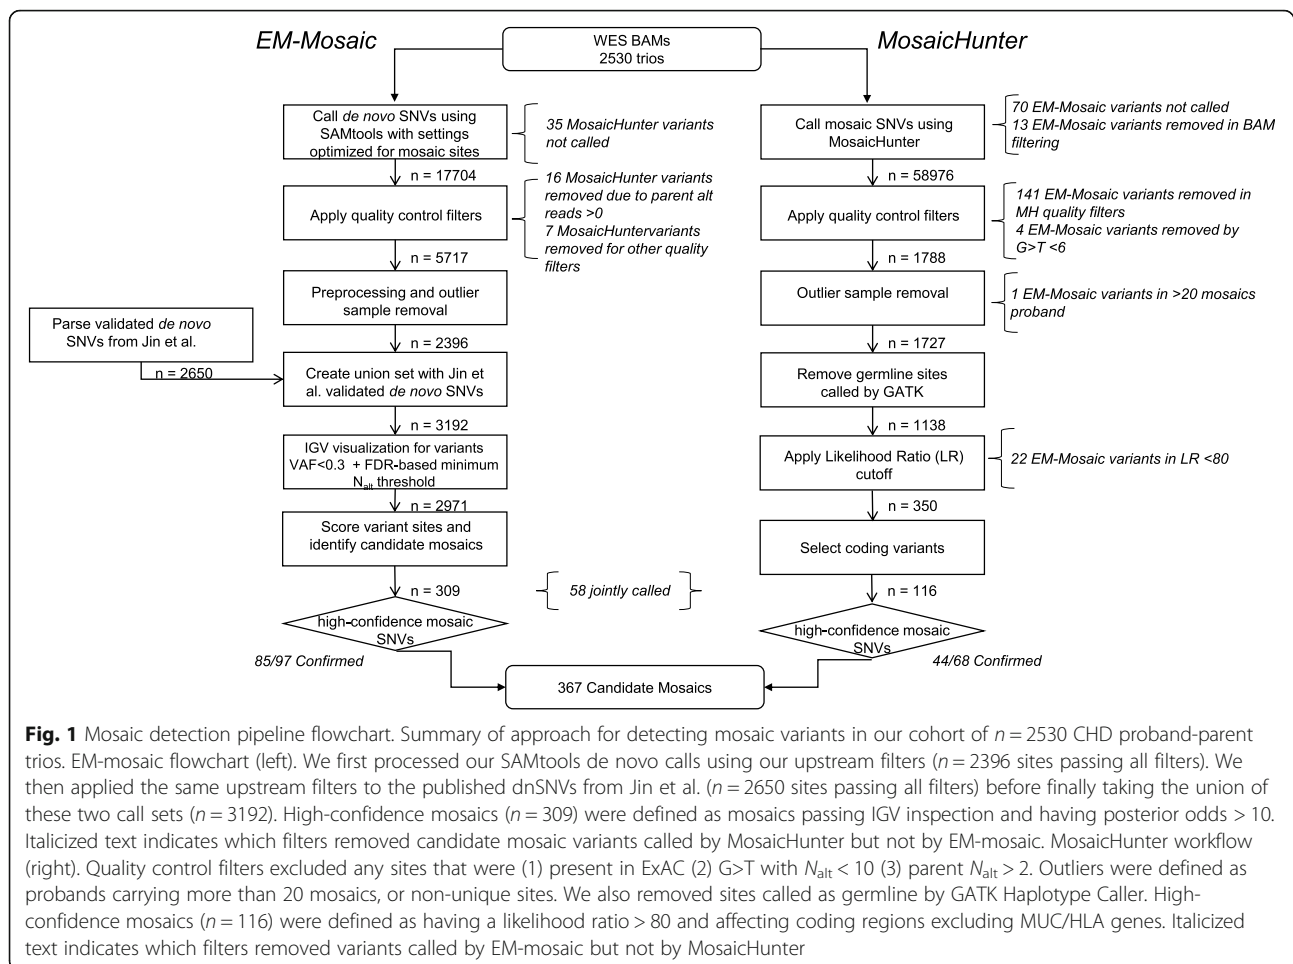 EM-Mosaic
WES BAMs
2530 trios
MosaicHunter
Call de novo SNVs using
SAMtools with settings
optimized for mosaic sites
35 MosaicHunter variants
not called
n = 17704
Apply quality control filters
16 MosaicHunter variants
removed due to parent alt
reads >0
7 MosaicHuntervariants
removed for other quality
filters
n = 5717
Preprocessing and outlier
sample removal
n = 2396
Parse validated de novo
SNVs from Jin et al.
n = 2650
Create union set with Jin et
al. validated de novo SNVs
n = 3192
IGV visualization for variants
VAF<0.3 + FDR-based minimum
Nalt threshold
n = 2971
Score variant sites and
identify candidate mosaics
n = 309
high-confidence mosaic
SNVs
85/97 Confirmed
58 jointly called
Call mosaic SNVs using
MosaicHunter
70 EM-Mosaic variants not called
13 EM-Mosaic variants removed in BAM
filtering
n = 58976
Apply quality control filters
141 EM-Mosaic variants removed in
MH quality filters
4 EM-Mosaic variants removed by
G>T <6
n = 1788
Outlier sample removal
1 EM-Mosaic variants in >20 mosaics
proband
n = 1727
Remove germline sites
called by GATK
n = 1138
Apply Likelihood Ratio (LR)
cutoff
22 EM-Mosaic variants in LR <80
n = 350
Select coding variants
n = 116
high-confidence mosaic
SNVs
44/68 Confirmed
367 Candidate Mosaics
Fig. 1 Mosaic detection pipeline flowchart. Summary of approach for detecting mosaic variants in our cohort of n = 2530 CHD proband-parent
trios. EM-mosaic flowchart (left). We first processed our SAMtools de novo calls using our upstream filters (n = 2396 sites passing all filters). We
then applied the same upstream filters to the published dnSNVs from Jin et al. (n = 2650 sites passing all filters) before finally taking the union of
these two call sets (n = 3192). High-confidence mosaics (n = 309) were defined as mosaics passing IGV inspection and having posterior odds > 10.
Italicized text indicates which filters removed candidate mosaic variants called by MosaicHunter but not by EM-mosaic. MosaicHunter workflow
(right). Quality control filters excluded any sites that were (1) present in ExAC (2) G>T with Nalt < 10 (3) parent Nalt > 2. Outliers were defined as
probands carrying more than 20 mosaics, or non-unique sites. We also removed sites called as germline by GATK Haplotype Caller. High-
confidence mosaics (n = 116) were defined as having a likelihood ratio > 80 and affecting coding regions excluding MUC/HLA genes. Italicized
text indicates which filters removed variants called by EM-mosaic but not by MosaicHunter